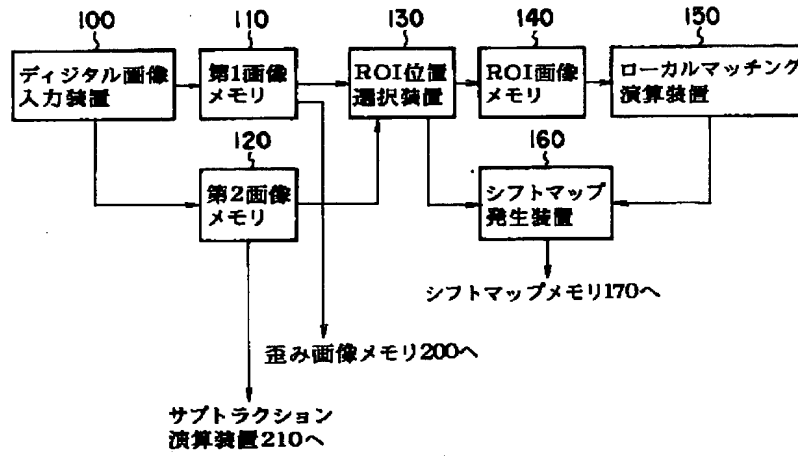 100
110
130
140
150
ディジタル画像
入力装置
第1画像
メモリ
ROI位置
選択装置
ROI画像
メモリ
ローカルマッチング
演算装置
120
160
第2画像
メモリ
シフトマップ
発生装置
シフトマップメモリ170へ
歪み画像メモリ200へ
サブトラクション
演算装置210へ